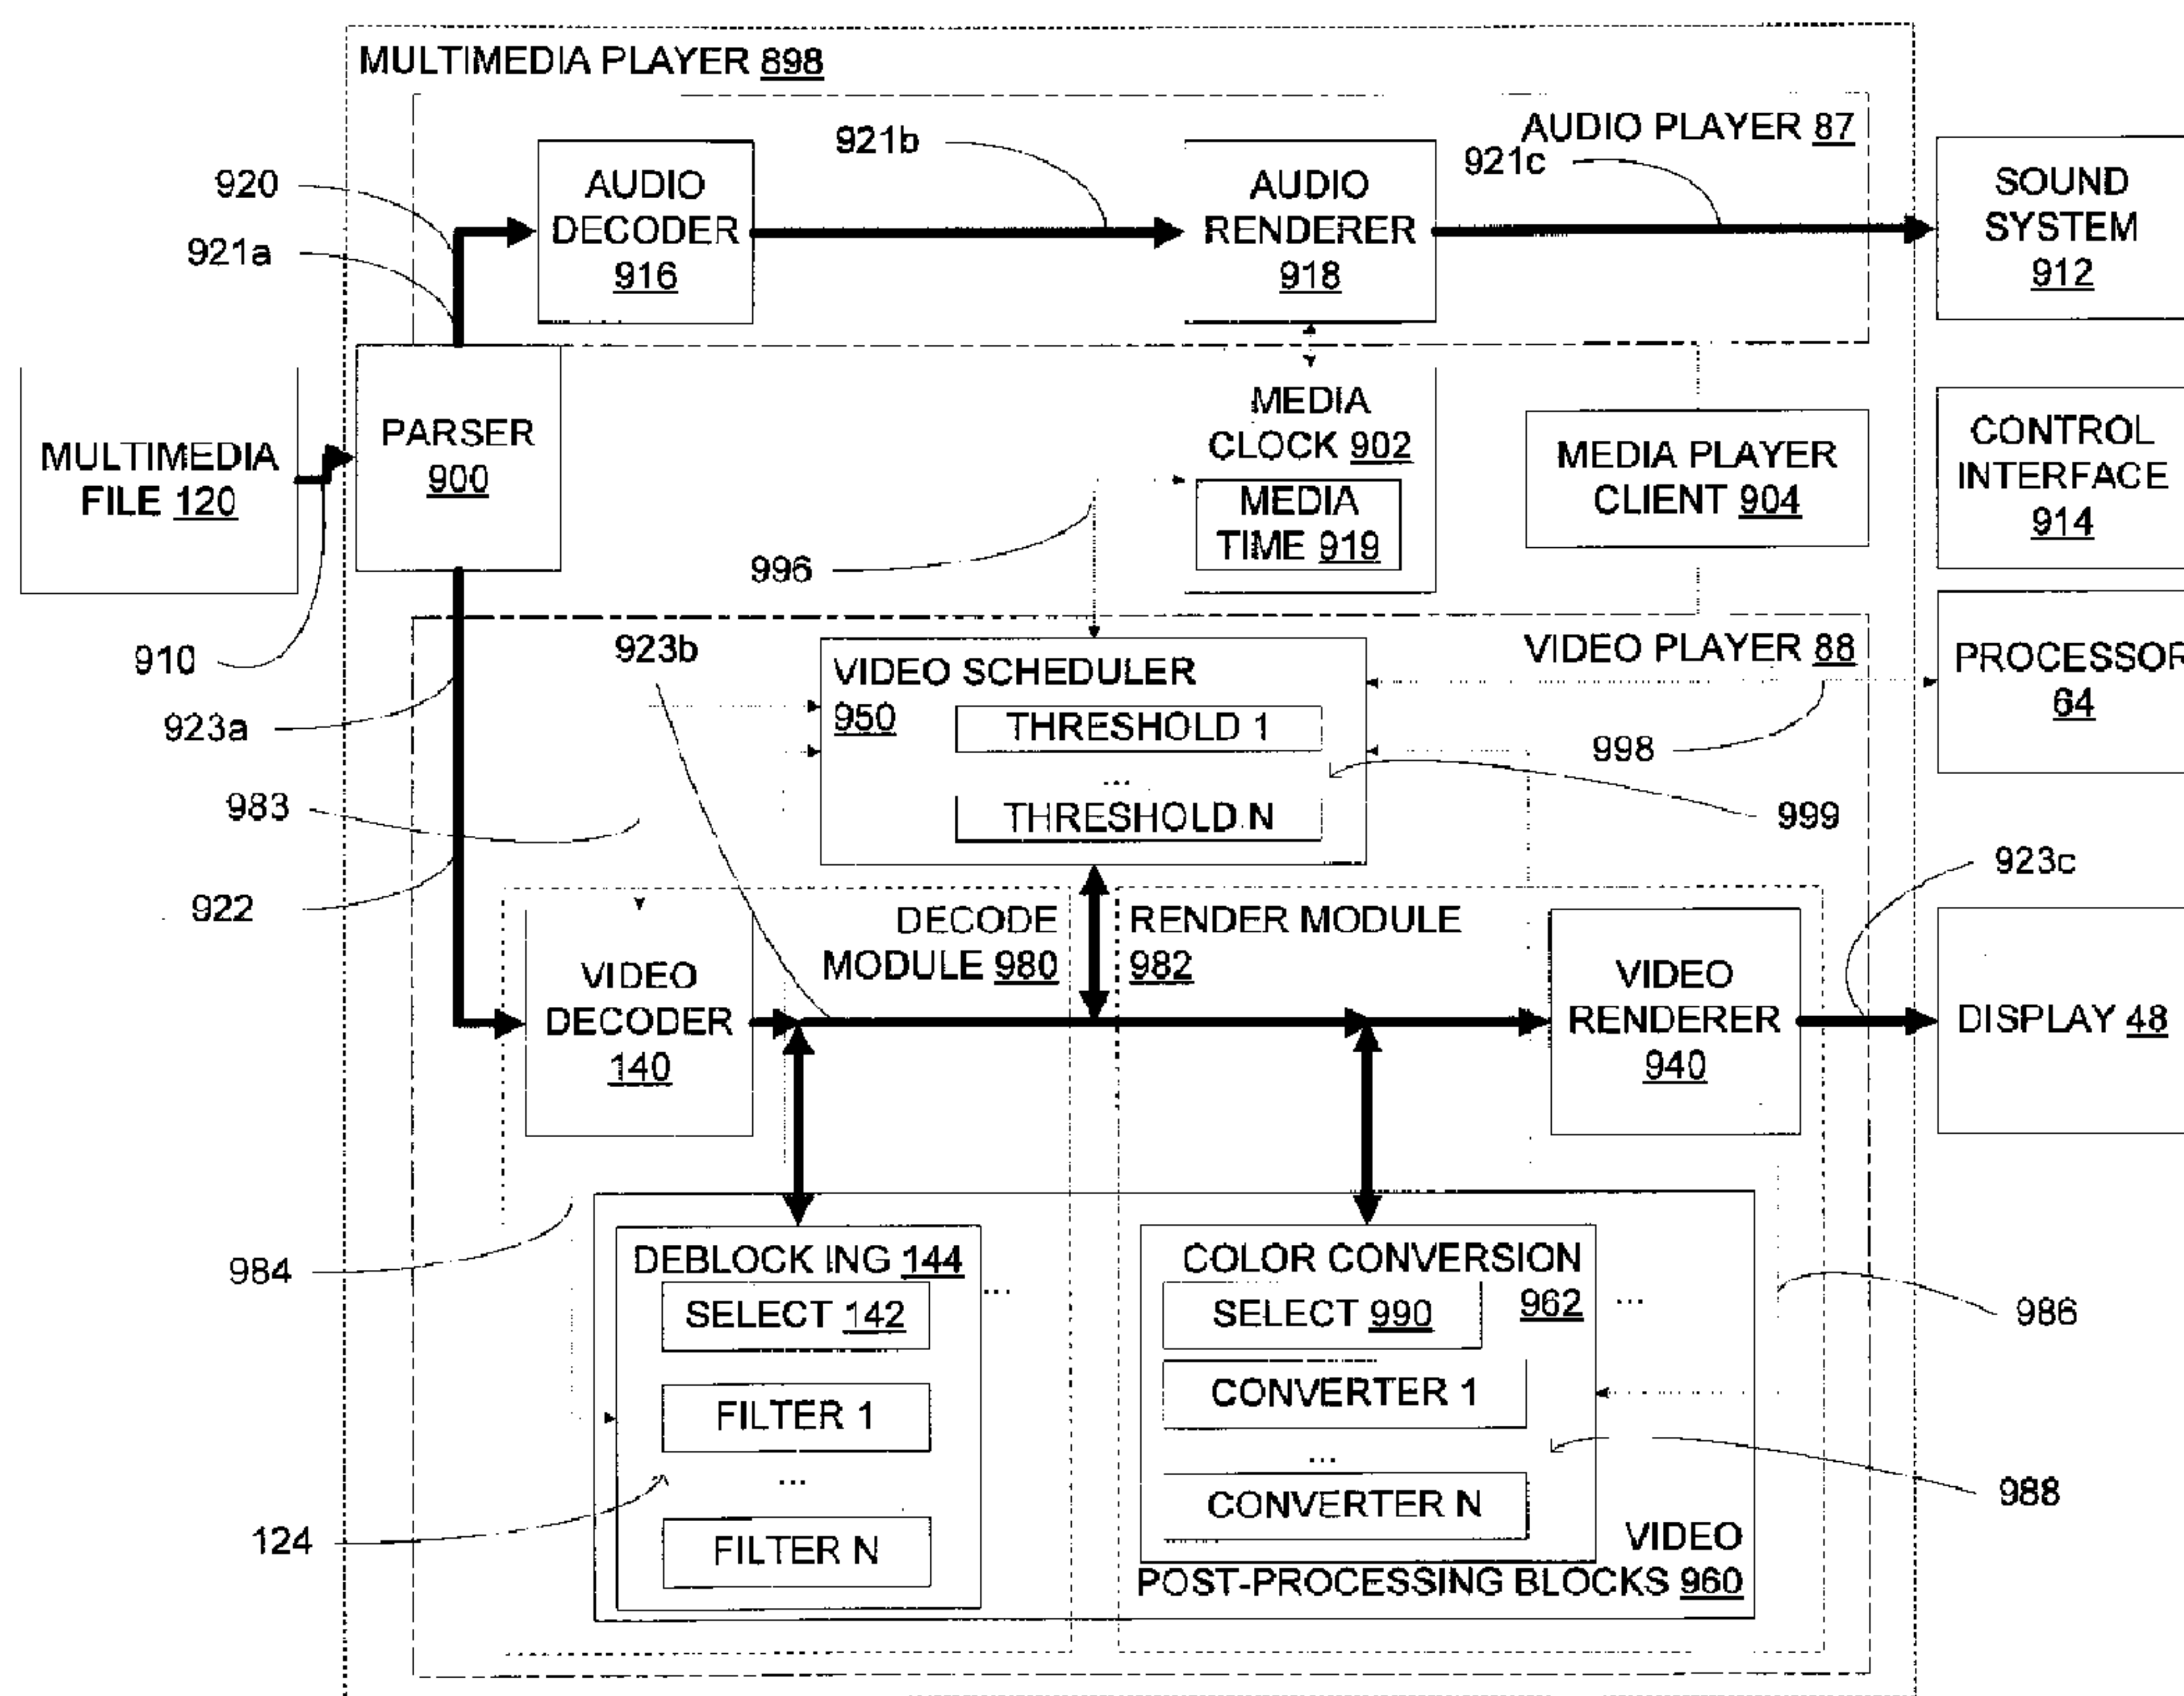 MULTIMEDIA PLAYER 898
AUDIO PLAYER 87
921b
921c
920
921a
AUDIO
DECODER
916
AUDIO
RENDERER
918
SOUND
SYSTEM
912
MULTIMEDIA
FILE 120
PARSER
900
MEDIA
CLOCK 902
MEDIA
TIME 919
MEDIA PLAYER
CLIENT 904
CONTROL
INTERFACE
914
996
910
923a
923b
VIDEO PLAYER 88
PROCESSOR
64
VIDEO SCHEDULER
950
THRESHOLD 1
...
THRESHOLD N
998
999
983
922
923c
DECODE
MODULE 980
RENDER MODULE
982
VIDEO
DECODER
140
VIDEO
RENDERER
940
DISPLAY 48
984
DEBLOCK ING 144
SELECT 142
...
FILTER 1
...
FILTER N
124
COLOR CONVERSION
962
SELECT 990
...
CONVERTER 1
...
CONVERTER N
986
988
VIDEO
POST-PROCESSING BLOCKS 960